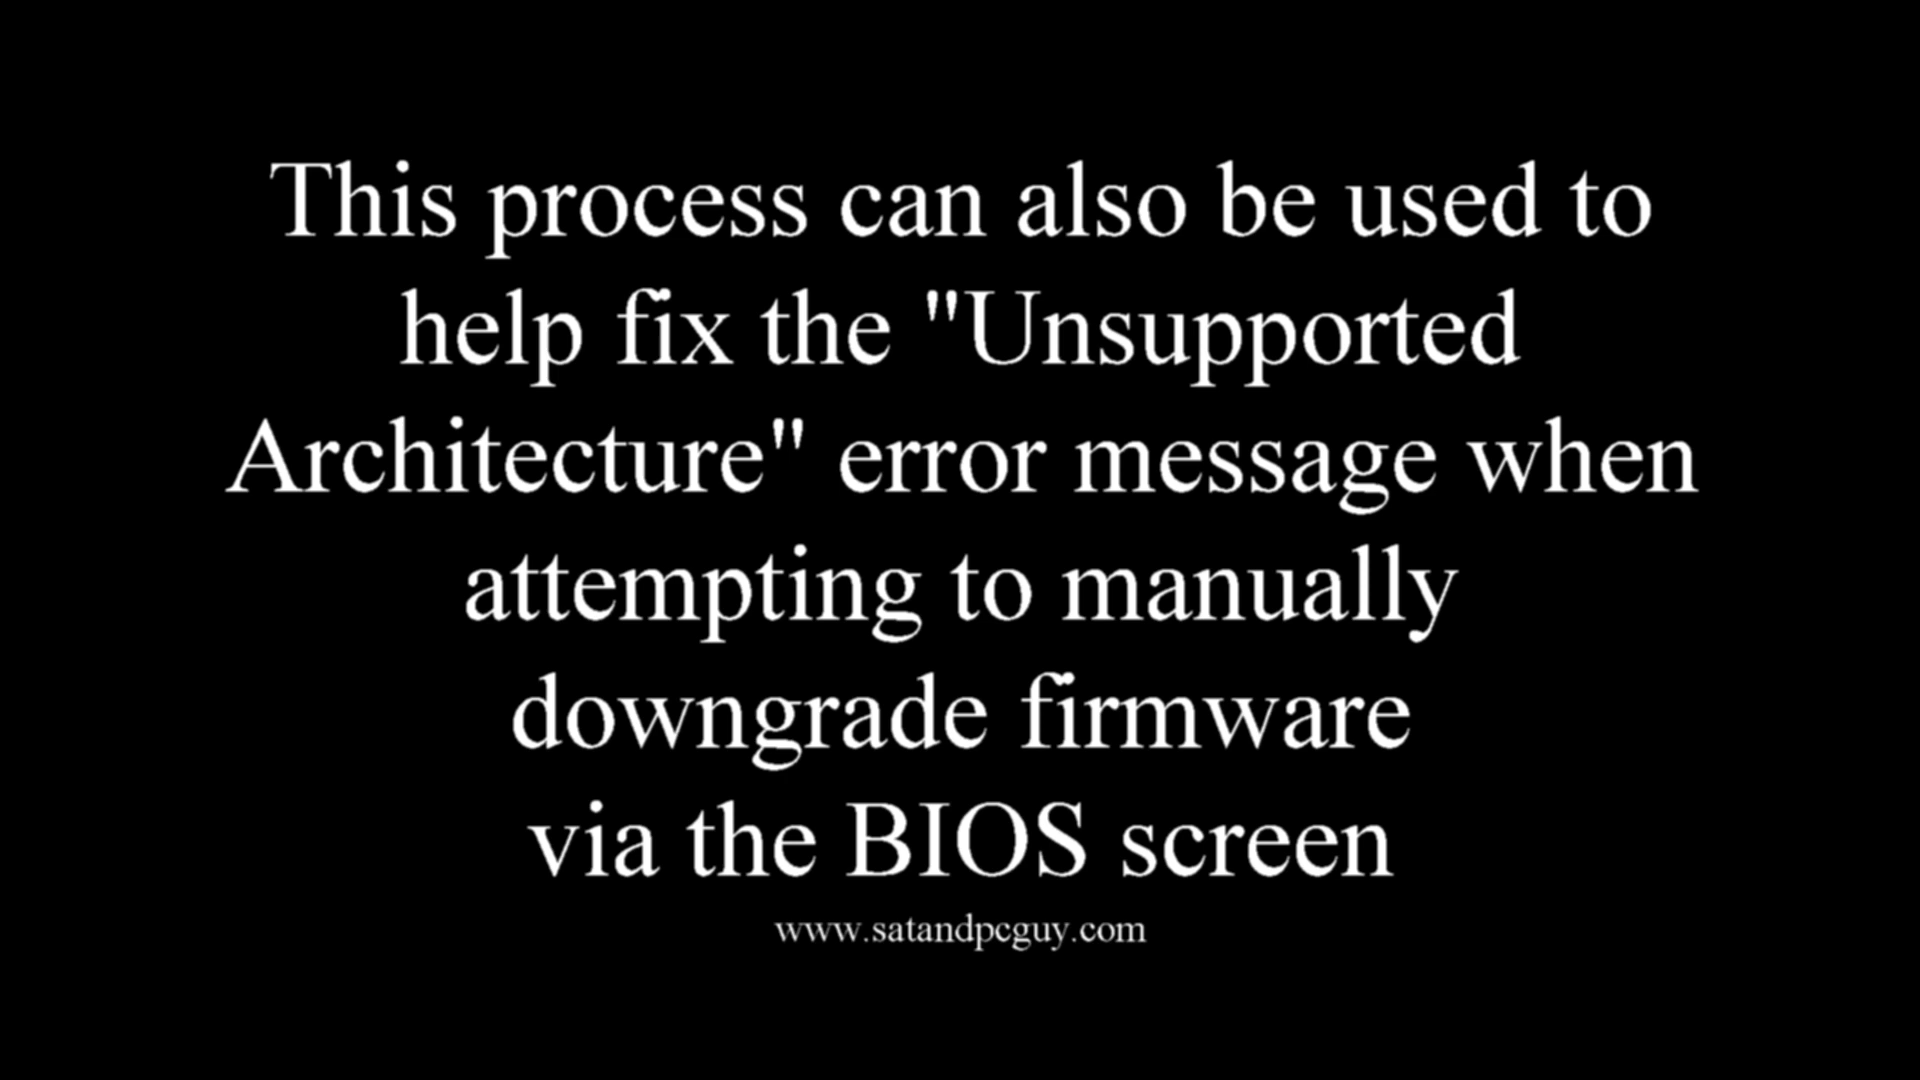 This process can also be used to
help fix the "Unsupported
Architecture" error message when
attempting to manually
downgrade firmware
via the BIOS screen
www.satandpcguy.com